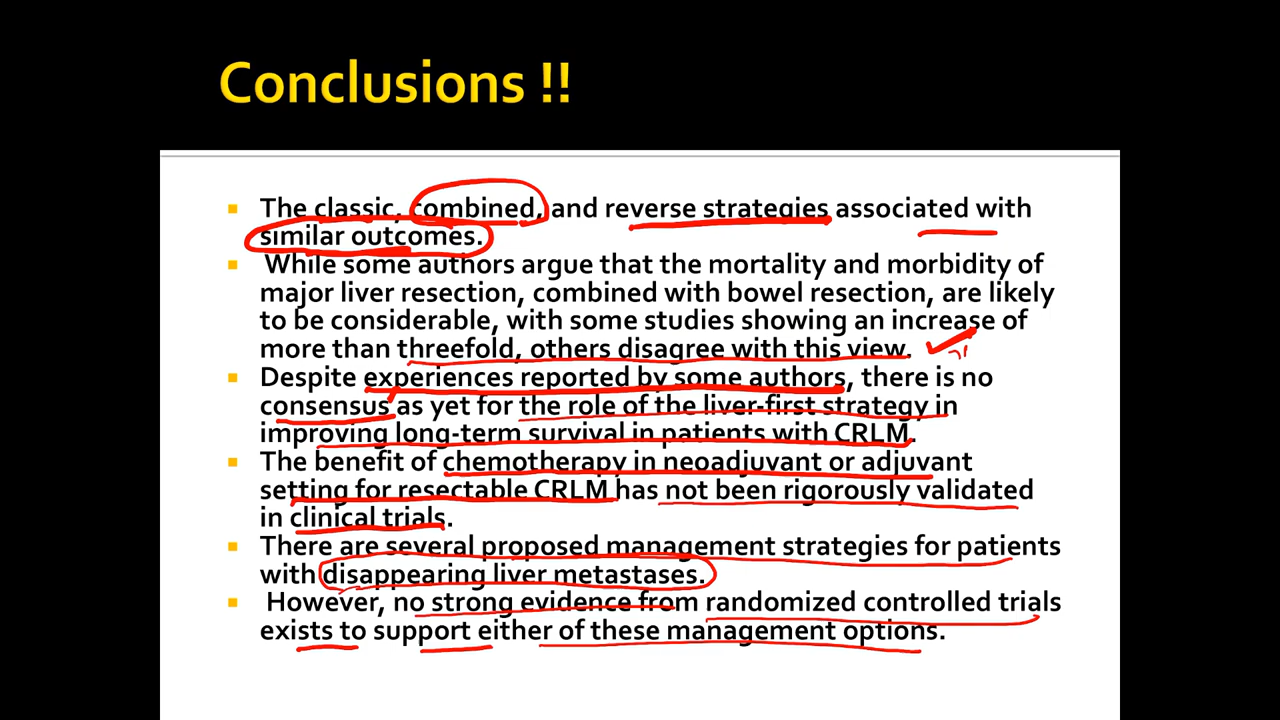 Conclusions !!
The classic, combined, and reverse strategies associated with
similar outcomes.
While some authors argue that the mortality and morbidity of
major liver resection, combined with bowel resection, are likely
to be considerable, with some studies showing an increase of
more than threefold, others disagree with this view.
Despite experiences reported by some authors, there is no
consensus as yet for the role of the liver-first strategy in
improving long-term survival in patients with CRLM.
The benefit of chemotherapy in neoadjuvant or adjuvant
setting for resectable CRLM has not been rigorously validated
in clinical trials.
There are several proposed management strategies for patients
with disappearing liver metastases.
However, no strong evidence from randomized controlled trials
exists to support either of these management options.